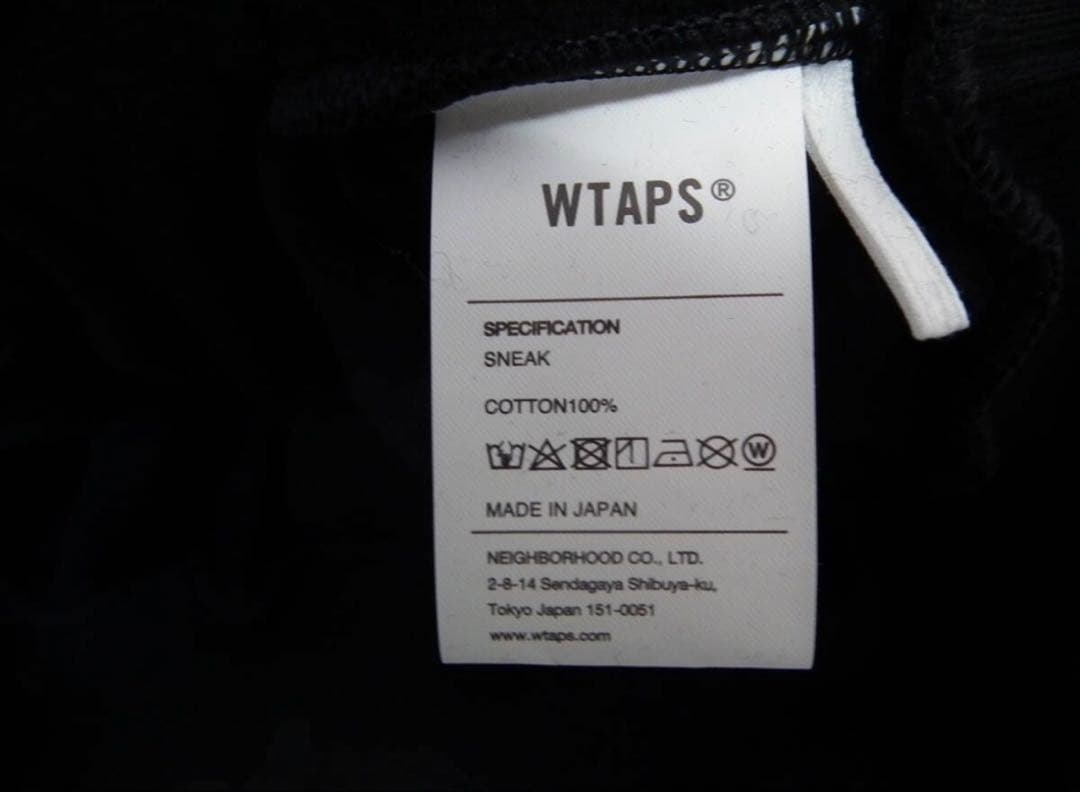 WTAPS®
SPECIFICATION
SNEAK
COTTON100%
W
MADE IN JAPAN
NEIGHBORHOOD CO., LTD.
2-8-14 Sendagaya Shibuya-ku,
Tokyo Japan 151-0051
www.wtaps.com